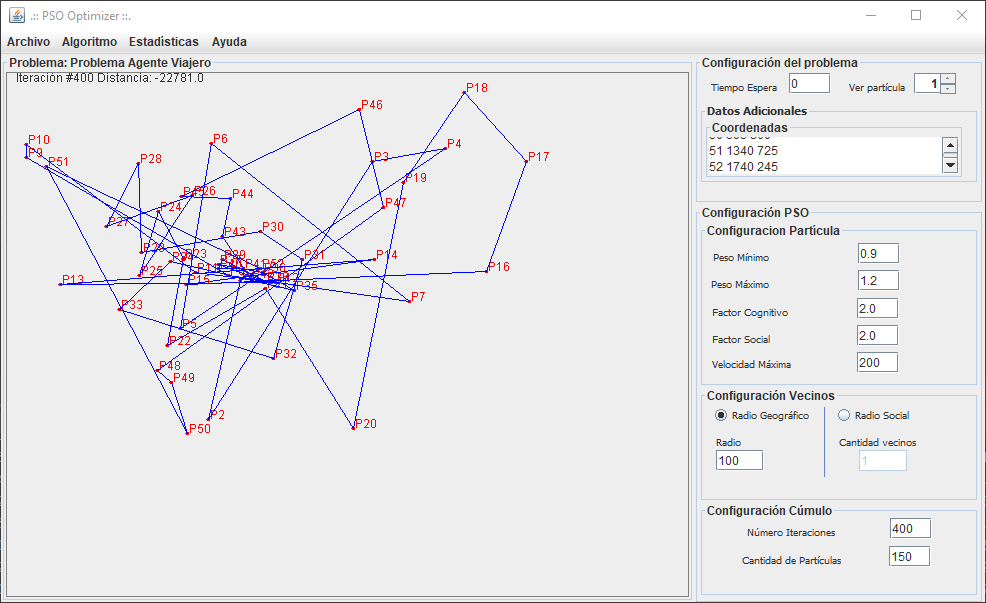 .:: PSO Optimizer ::.
Archivo Algoritmo Estadísticas Ayuda
Problema: Problema Agente Viajero
Iteración #400 Distancia: -22781.0
P18
P46
P10
P6
P4
P9
P51
P28
P3
P17
P19
P26
P44
P47
P24
P27
P43
P30
P23
P31
P14
P25
P16
P13
P15
P35
P7
P33
P5
P22
P32
P48
P49
P2
P50
P20
Configuración del problema
Tiempo Espera 0 Ver partícula 1
Datos Adicionales
Coordenadas
51 1340 725
52 1740 245
Configuración PSO
Configuracion Partícula
Peso Mínimo 0.9
Peso Máximo 1.2
Factor Cognitivo 2.0
Factor Social 2.0
Velocidad Máxima 200
Configuración Vecinos
Radio Geográfico Radio Social
Radio Cantidad vecinos
100 1
Configuración Cúmulo
Número Iteraciones 400
Cantidad de Partículas 150